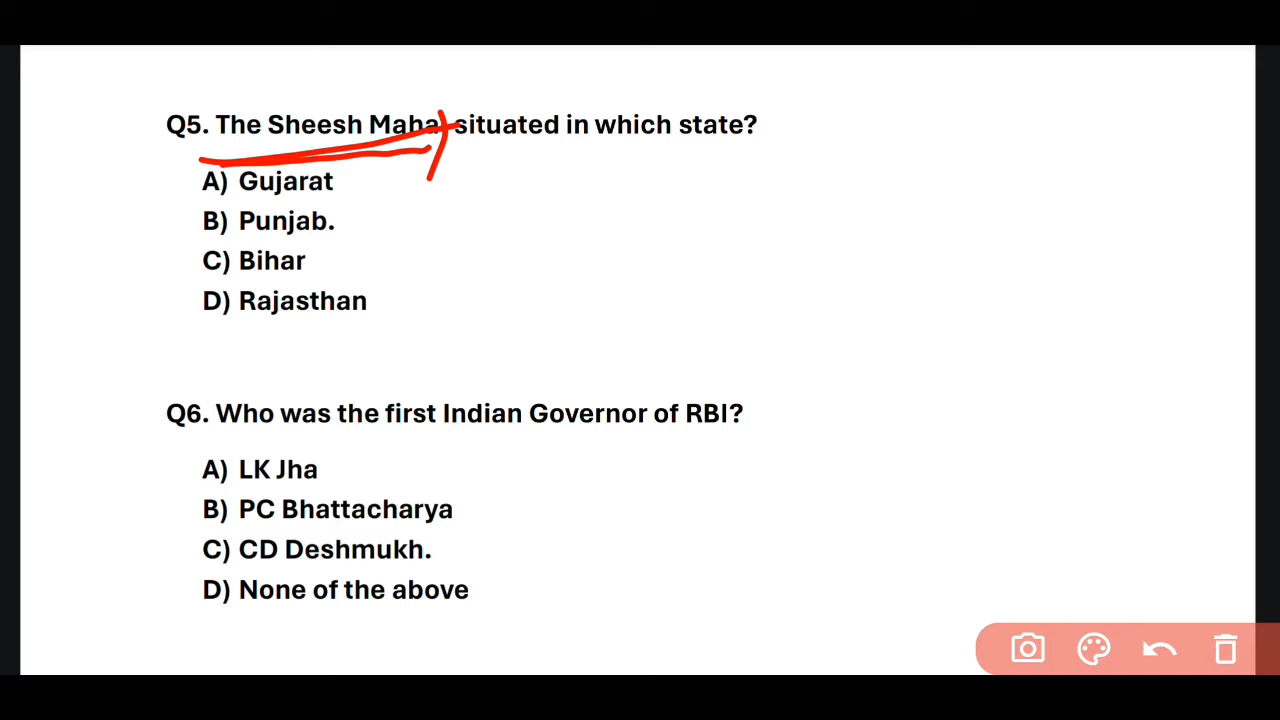 Q5. The Sheesh Mahal situated in which state?
A) Gujarat
B) Punjab.
C) Bihar
D) Rajasthan
Q6. Who was the first Indian Governor of RBI?
A) LK Jha
B) PC Bhattacharya
C) CD Deshmukh.
D) None of the above